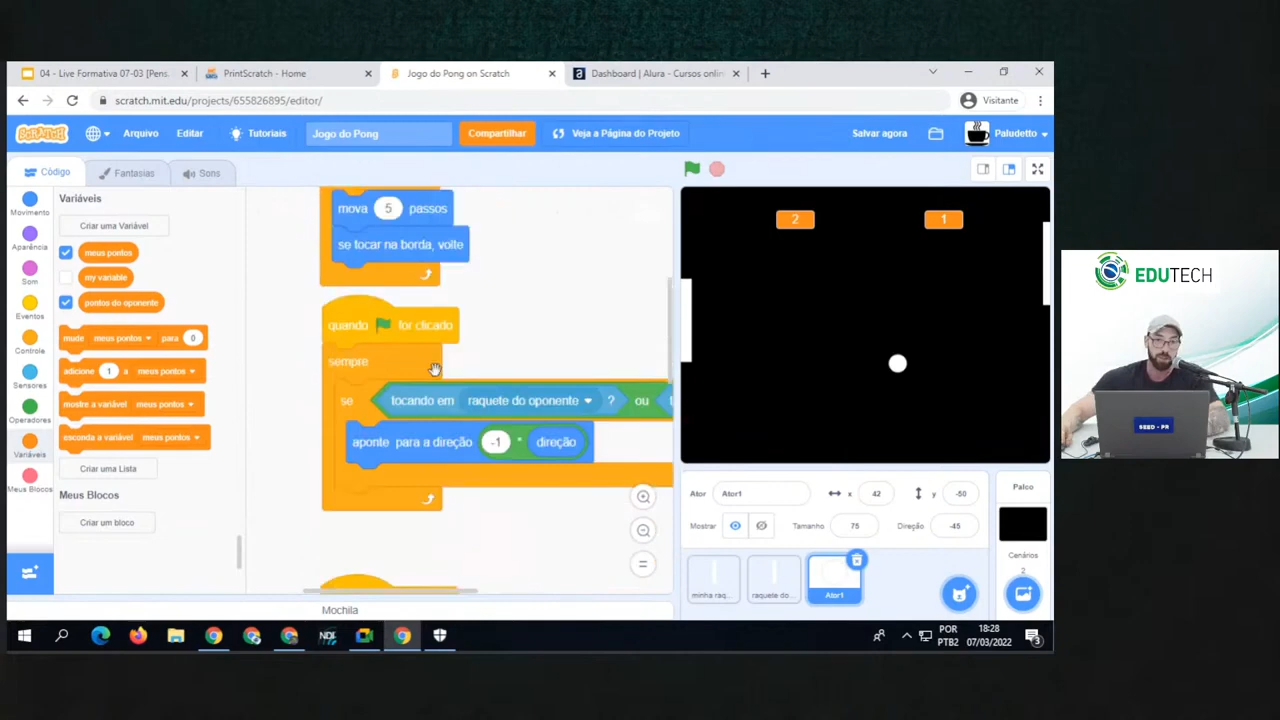 04 - Live Formativa 07-03 [Pens.
PrintScratch - Home
Jogo do Pong on Scratch
Dashboard | Alura - Cursos onlin
scratch.mit.edu/projects/655826895/editor/
Visitante
SCRATCH
Arquivo
Editar
Tutoriais
Jogo do Pong
Compartilhar
Veja a Página do Projeto
Salvar agora
Paludetto
Código
Fantasias
Sons
Movimento
Aparência
Som
Eventos
Controle
Sensores
Operadores
Variáveis
Meus Blocos
Variáveis
Criar uma Variável
meus pontos
my variable
pontos do oponente
mude meus pontos para 0
adicione 1 a meus pontos
mostre a variável meus pontos
esconda a variável meus pontos
Criar uma Lista
Meus Blocos
Criar um bloco
mova 5 passos
se tocar na borda, volte
quando for clicado
sempre
se tocando em raquete do oponente ? ou
aponte para a direção -1 * direção
Mochila
2 1
Ator Ator1 x 42 y -50
Mostrar Tamanho 75 Direção -45
minha raq...
raquete do...
Ator1
Palco
Cenários
2
EDUTECH
SEED - PR
NDI
POR
PTB2
18:28
07/03/2022
3